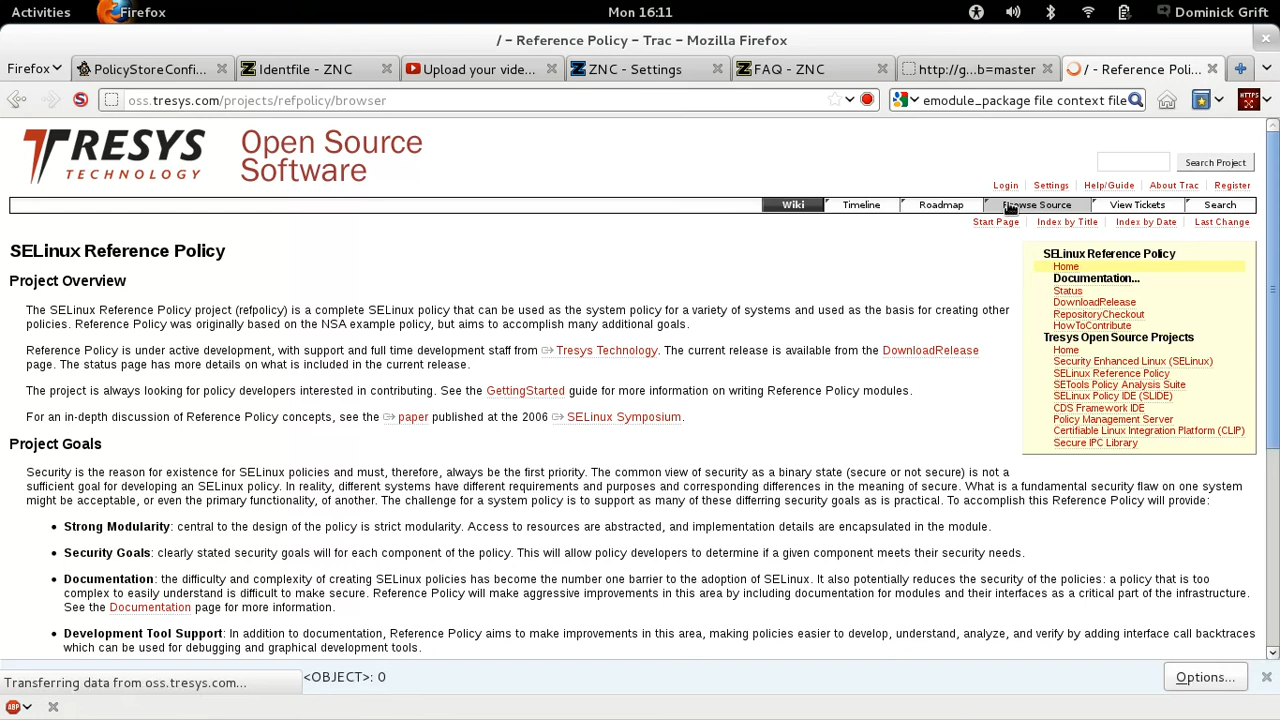 Activities Firefox Mon 16:11 Dominick Grift
/ – Reference Policy – Trac – Mozilla Firefox
Firefox PolicyStoreConfi... Identfile - ZNC Upload your vide... ZNC - Settings FAQ - ZNC http://g...b=master / - Reference Poli...
oss.tresys.com/projects/refpolicy/browser emodule_package file context file HTTPS
TRESYS TECHNOLOGY
Open Source Software
Search Project
Login Settings Help/Guide About Trac Register
Wiki Timeline Roadmap Browse Source View Tickets Search
Start Page Index by Title Index by Date Last Change
SELinux Reference Policy
Project Overview
The SELinux Reference Policy project (refpolicy) is a complete SELinux policy that can be used as the system policy for a variety of systems and used as the basis for creating other
policies. Reference Policy was originally based on the NSA example policy, but aims to accomplish many additional goals.
Reference Policy is under active development, with support and full time development staff from Tresys Technology. The current release is available from the DownloadRelease
page. The status page has more details on what is included in the current release.
The project is always looking for policy developers interested in contributing. See the GettingStarted guide for more information on writing Reference Policy modules.
For an in-depth discussion of Reference Policy concepts, see the paper published at the 2006 SELinux Symposium.
SELinux Reference Policy
Home
Documentation...
Status
DownloadRelease
RepositoryCheckout
HowToContribute
Tresys Open Source Projects
Home
Security Enhanced Linux (SELinux)
SELinux Reference Policy
SETools Policy Analysis Suite
SELinux Policy IDE (SLIDE)
CDS Framework IDE
Policy Management Server
Certifiable Linux Integration Platform (CLIP)
Secure IPC Library
Project Goals
Security is the reason for existence for SELinux policies and must, therefore, always be the first priority. The common view of security as a binary state (secure or not secure) is not a
sufficient goal for developing an SELinux policy. In reality, different systems have different requirements and purposes and corresponding differences in the meaning of secure. What is a fundamental security flaw on one system
might be acceptable, or even the primary functionality, of another. The challenge for a system policy is to support as many of these differing security goals as is practical. To accomplish this Reference Policy will provide:
• Strong Modularity: central to the design of the policy is strict modularity. Access to resources are abstracted, and implementation details are encapsulated in the module.
• Security Goals: clearly stated security goals will for each component of the policy. This will allow policy developers to determine if a given component meets their security needs.
• Documentation: the difficulty and complexity of creating SELinux policies has become the number one barrier to the adoption of SELinux. It also potentially reduces the security of the policies: a policy that is too
complex to easily understand is difficult to make secure. Reference Policy will make aggressive improvements in this area by including documentation for modules and their interfaces as a critical part of the infrastructure.
See the Documentation page for more information.
• Development Tool Support: In addition to documentation, Reference Policy aims to make improvements in this area, making policies easier to develop, understand, analyze, and verify by adding interface call backtraces
which can be used for debugging and graphical development tools.
Transferring data from oss.tresys.com... <OBJECT>: 0 Options...
ABP